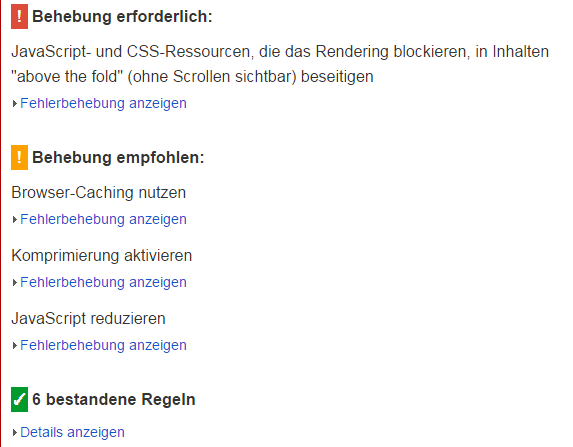 ! Behebung erforderlich:
JavaScript- und CSS-Ressourcen, die das Rendering blockieren, in Inhalten
"above the fold" (ohne Scrollen sichtbar) beseitigen
Fehlerbehebung anzeigen
! Behebung empfohlen:
Browser-Caching nutzen
Fehlerbehebung anzeigen
Komprimierung aktivieren
Fehlerbehebung anzeigen
JavaScript reduzieren
Fehlerbehebung anzeigen
✓ 6 bestandene Regeln
Details anzeigen